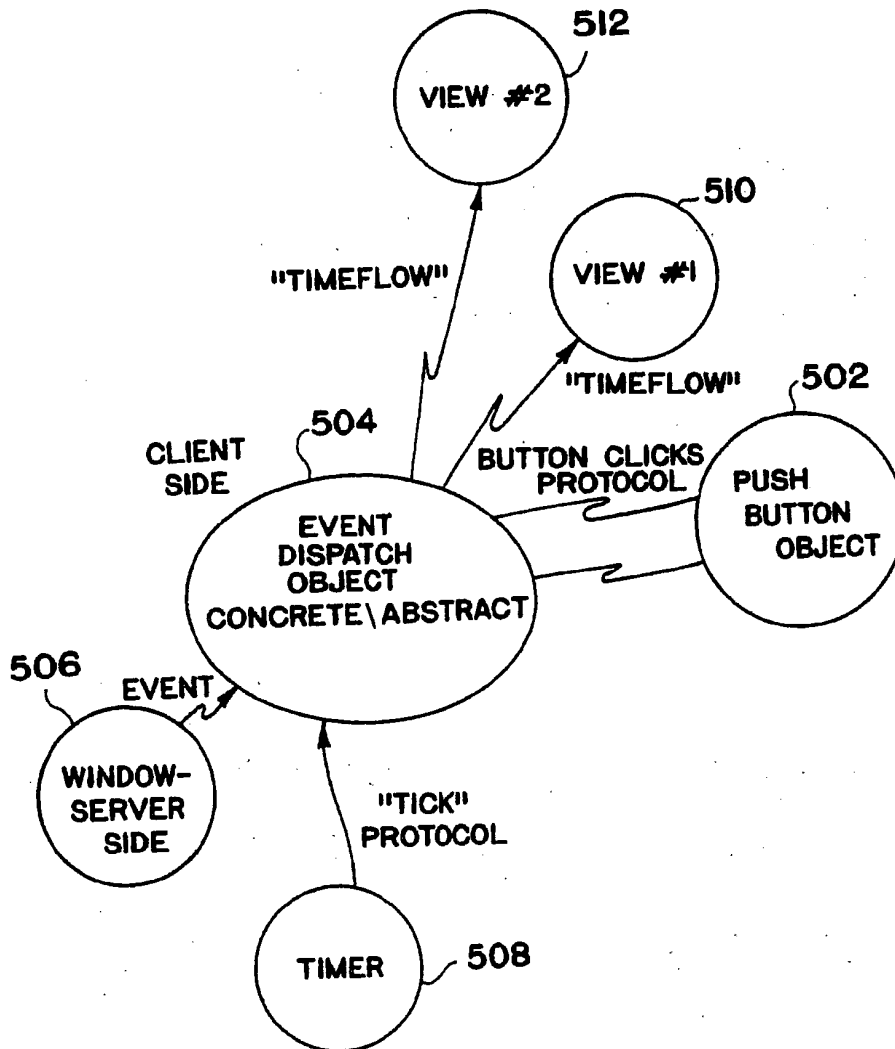 512
VIEW #2
510
VIEW #1
"TIMEFLOW"
"TIMEFLOW"
502
504
CLIENT
SIDE
BUTTON CLICKS
PROTOCOL
PUSH
BUTTON
OBJECT
EVENT
DISPATCH
OBJECT
CONCRETE\ABSTRACT
506
EVENT
WINDOW-
SERVER
SIDE
"TICK"
PROTOCOL
TIMER
508